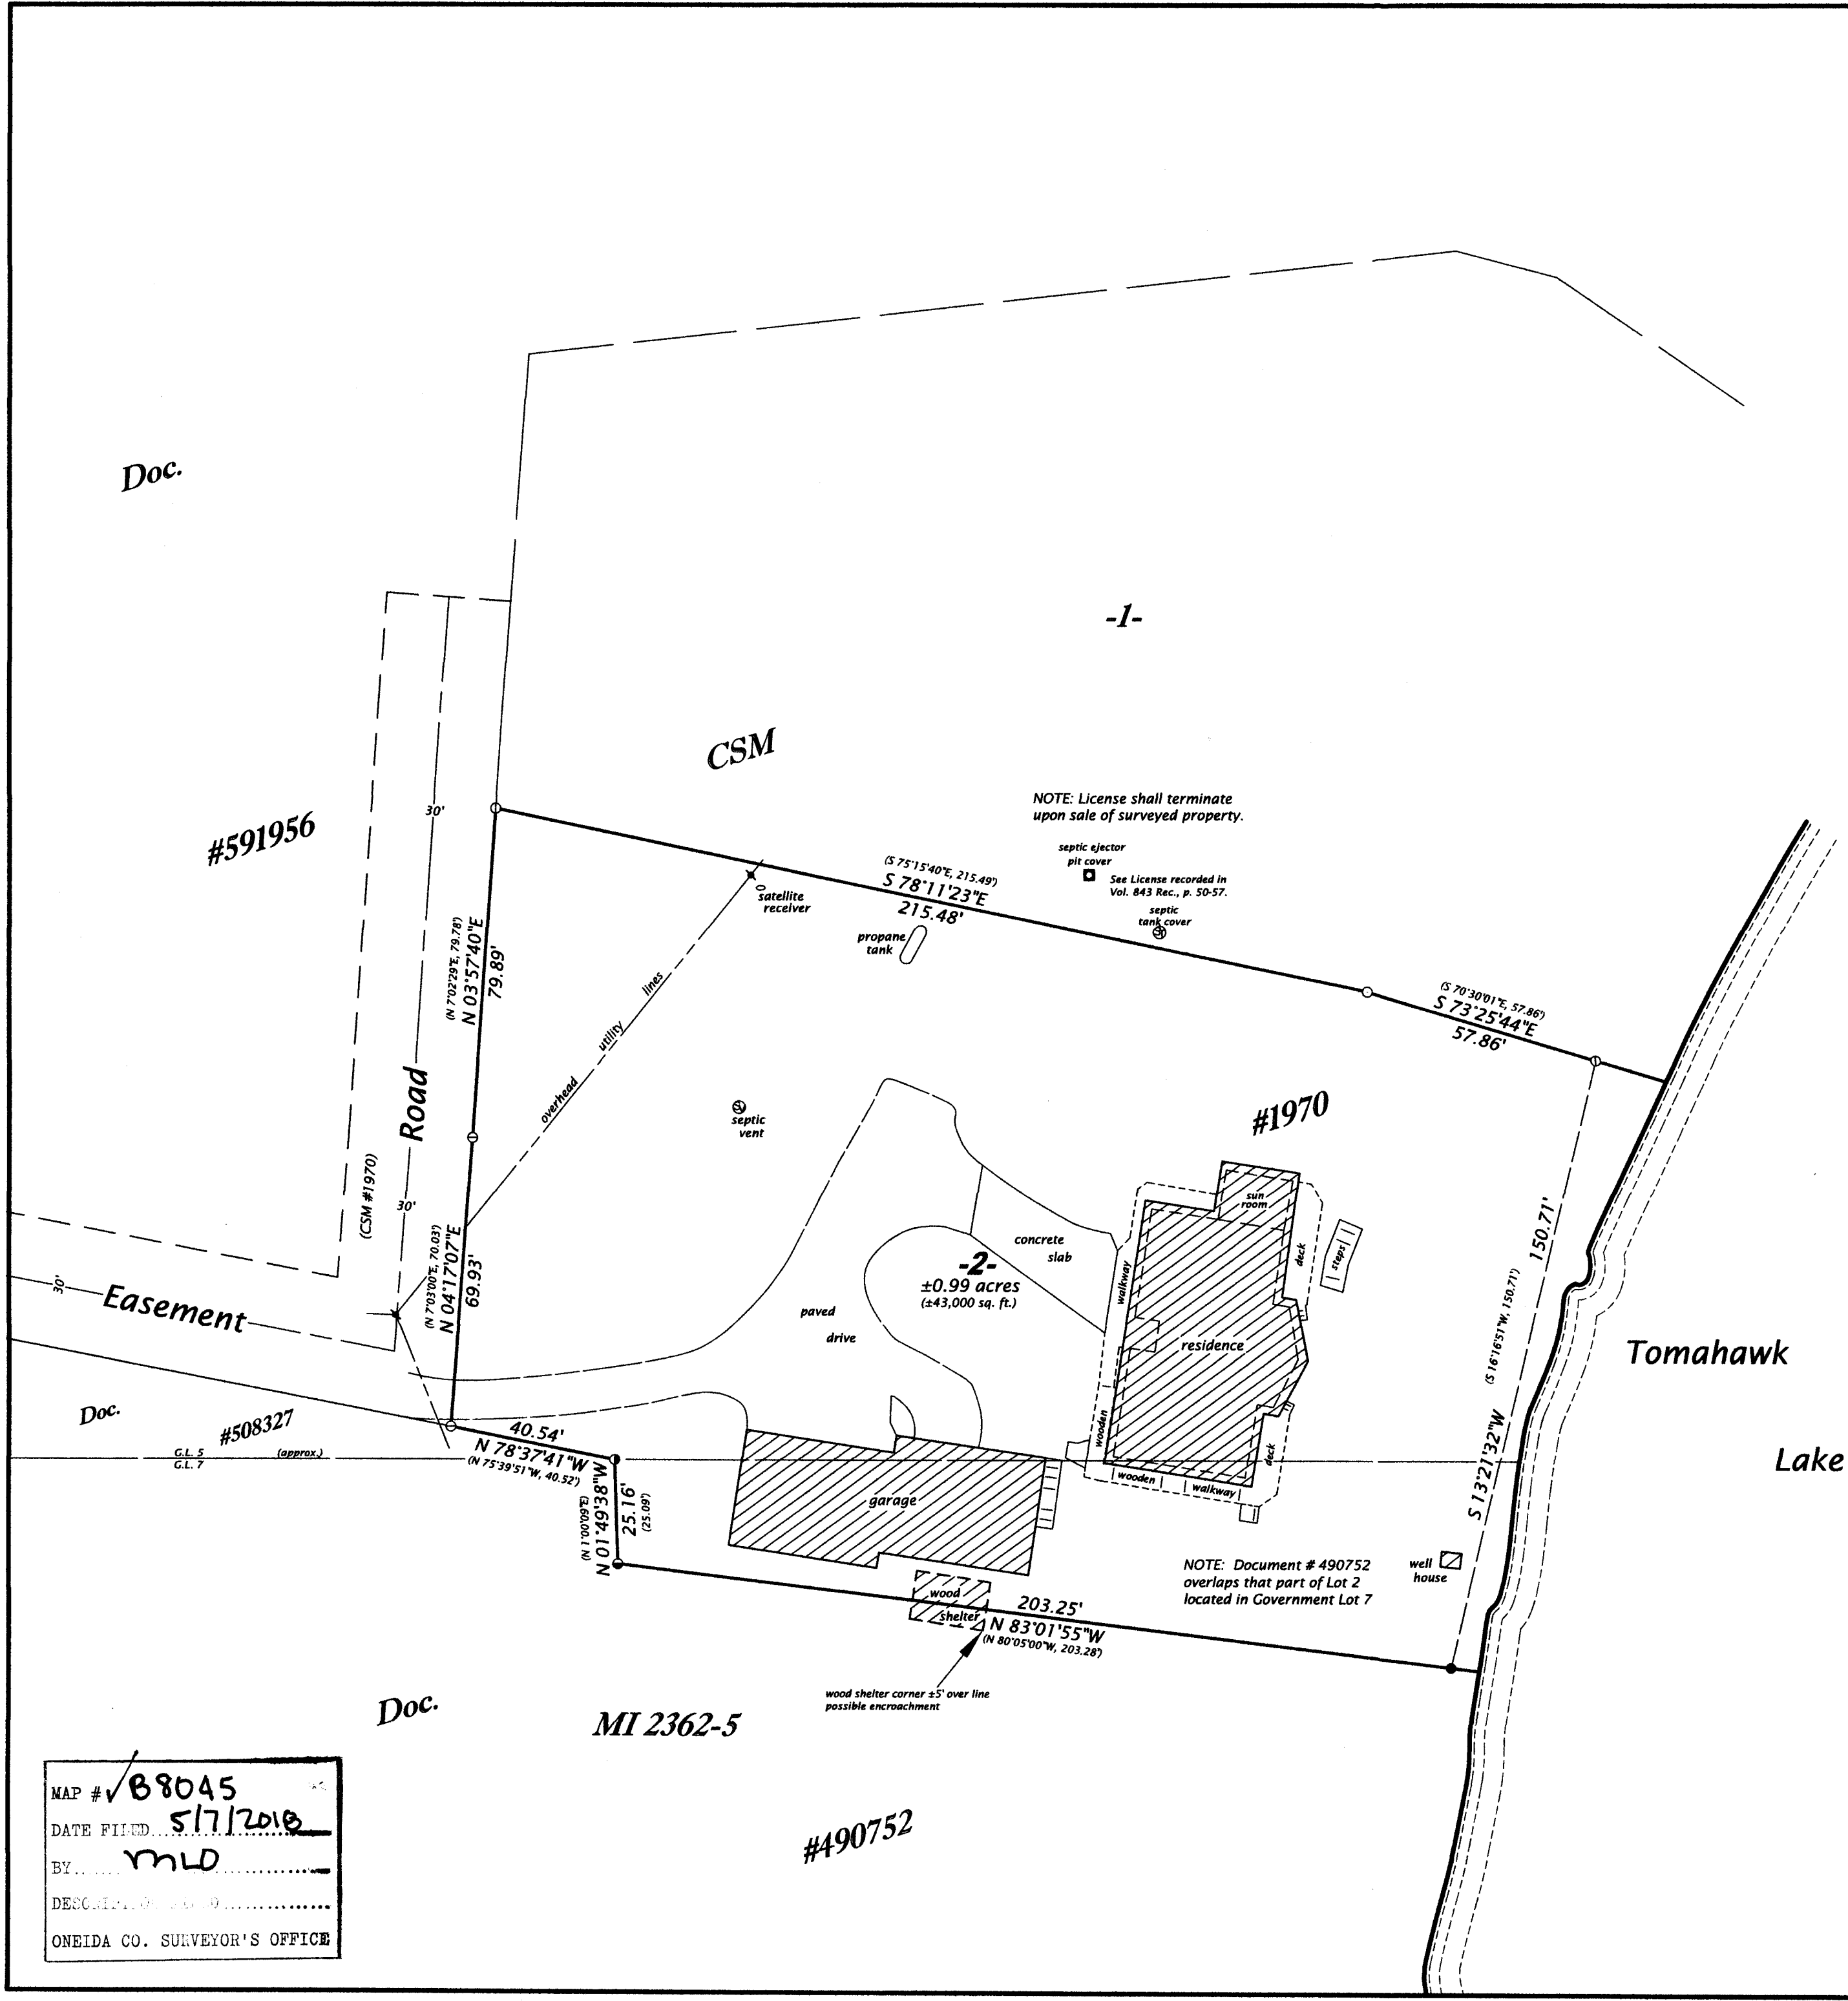 Doc.
-1-
CSM
#591956
30'
NOTE: License shall terminate
upon sale of surveyed property.
septic ejector
pit cover
See License recorded in
Vol. 843 Rec., p. 50-57.
septic
tank cover
(S 75°15'40"E, 215.49')
S 78°11'23"E
215.48'
satellite
receiver
propane
tank
(N 7°02'29"E, 79.78')
N 03°57'40"E
79.89'
(S 70°30'01"E, 57.86')
S 73°25'44"E
57.86'
overhead
utility
lines
Road
septic
vent
#1970
(CSM #1970)
30'
(N 7°03'00"E, 70.03')
N 04°17'07"E
69.93'
sun
room
deck
steps
concrete
slab
-2-
±0.99 acres
(±43,000 sq. ft.)
walkway
wooden
paved
drive
residence
150.71'
(S 16°16'51"W, 150.71')
S 13°21'32"W
30'
Easement
Tomahawk
Lake
Doc.
#508327
G.L. 5
(approx.)
G.L. 7
40.54'
N 78°37'41"W
(N 75°39'51"W, 40.52')
(N 1°00'09"E)
N 01°49'38"W
25.16'
(25.09')
garage
wooden
walkway
deck
NOTE: Document # 490752
overlaps that part of Lot 2
located in Government Lot 7
well
house
wood
shelter
203.25'
N 83°01'55"W
(N 80°05'00"W, 203.28')
wood shelter corner ±5' over line
possible encroachment
Doc.
MI 2362-5
#490752
MAP # √ B8045
DATE FILED 5/7/2018
BY MLD
ONEIDA CO. SURVEYOR'S OFFICE